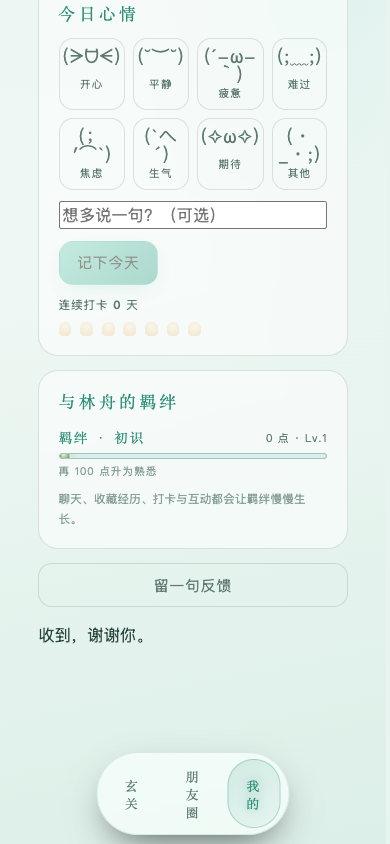 今日心情
(⋗ᗢ⋖)
(˘‿˘)
(´–ω–`)
(;﹏;)
开心
平静
疲惫
难过
(;´⌒`)
(`ヘ´)
(✧ω✧)
(・_・;)
焦虑
生气
期待
其他
想多说一句？（可选）
记下今天
连续打卡 0 天
与林舟的羁绊
羁绊 · 初识
0 点 · Lv.1
再 100 点升为熟悉
聊天、收藏经历、打卡与互动都会让羁绊慢慢生
长。
留一句反馈
收到，谢谢你。
玄关
朋友圈
我的